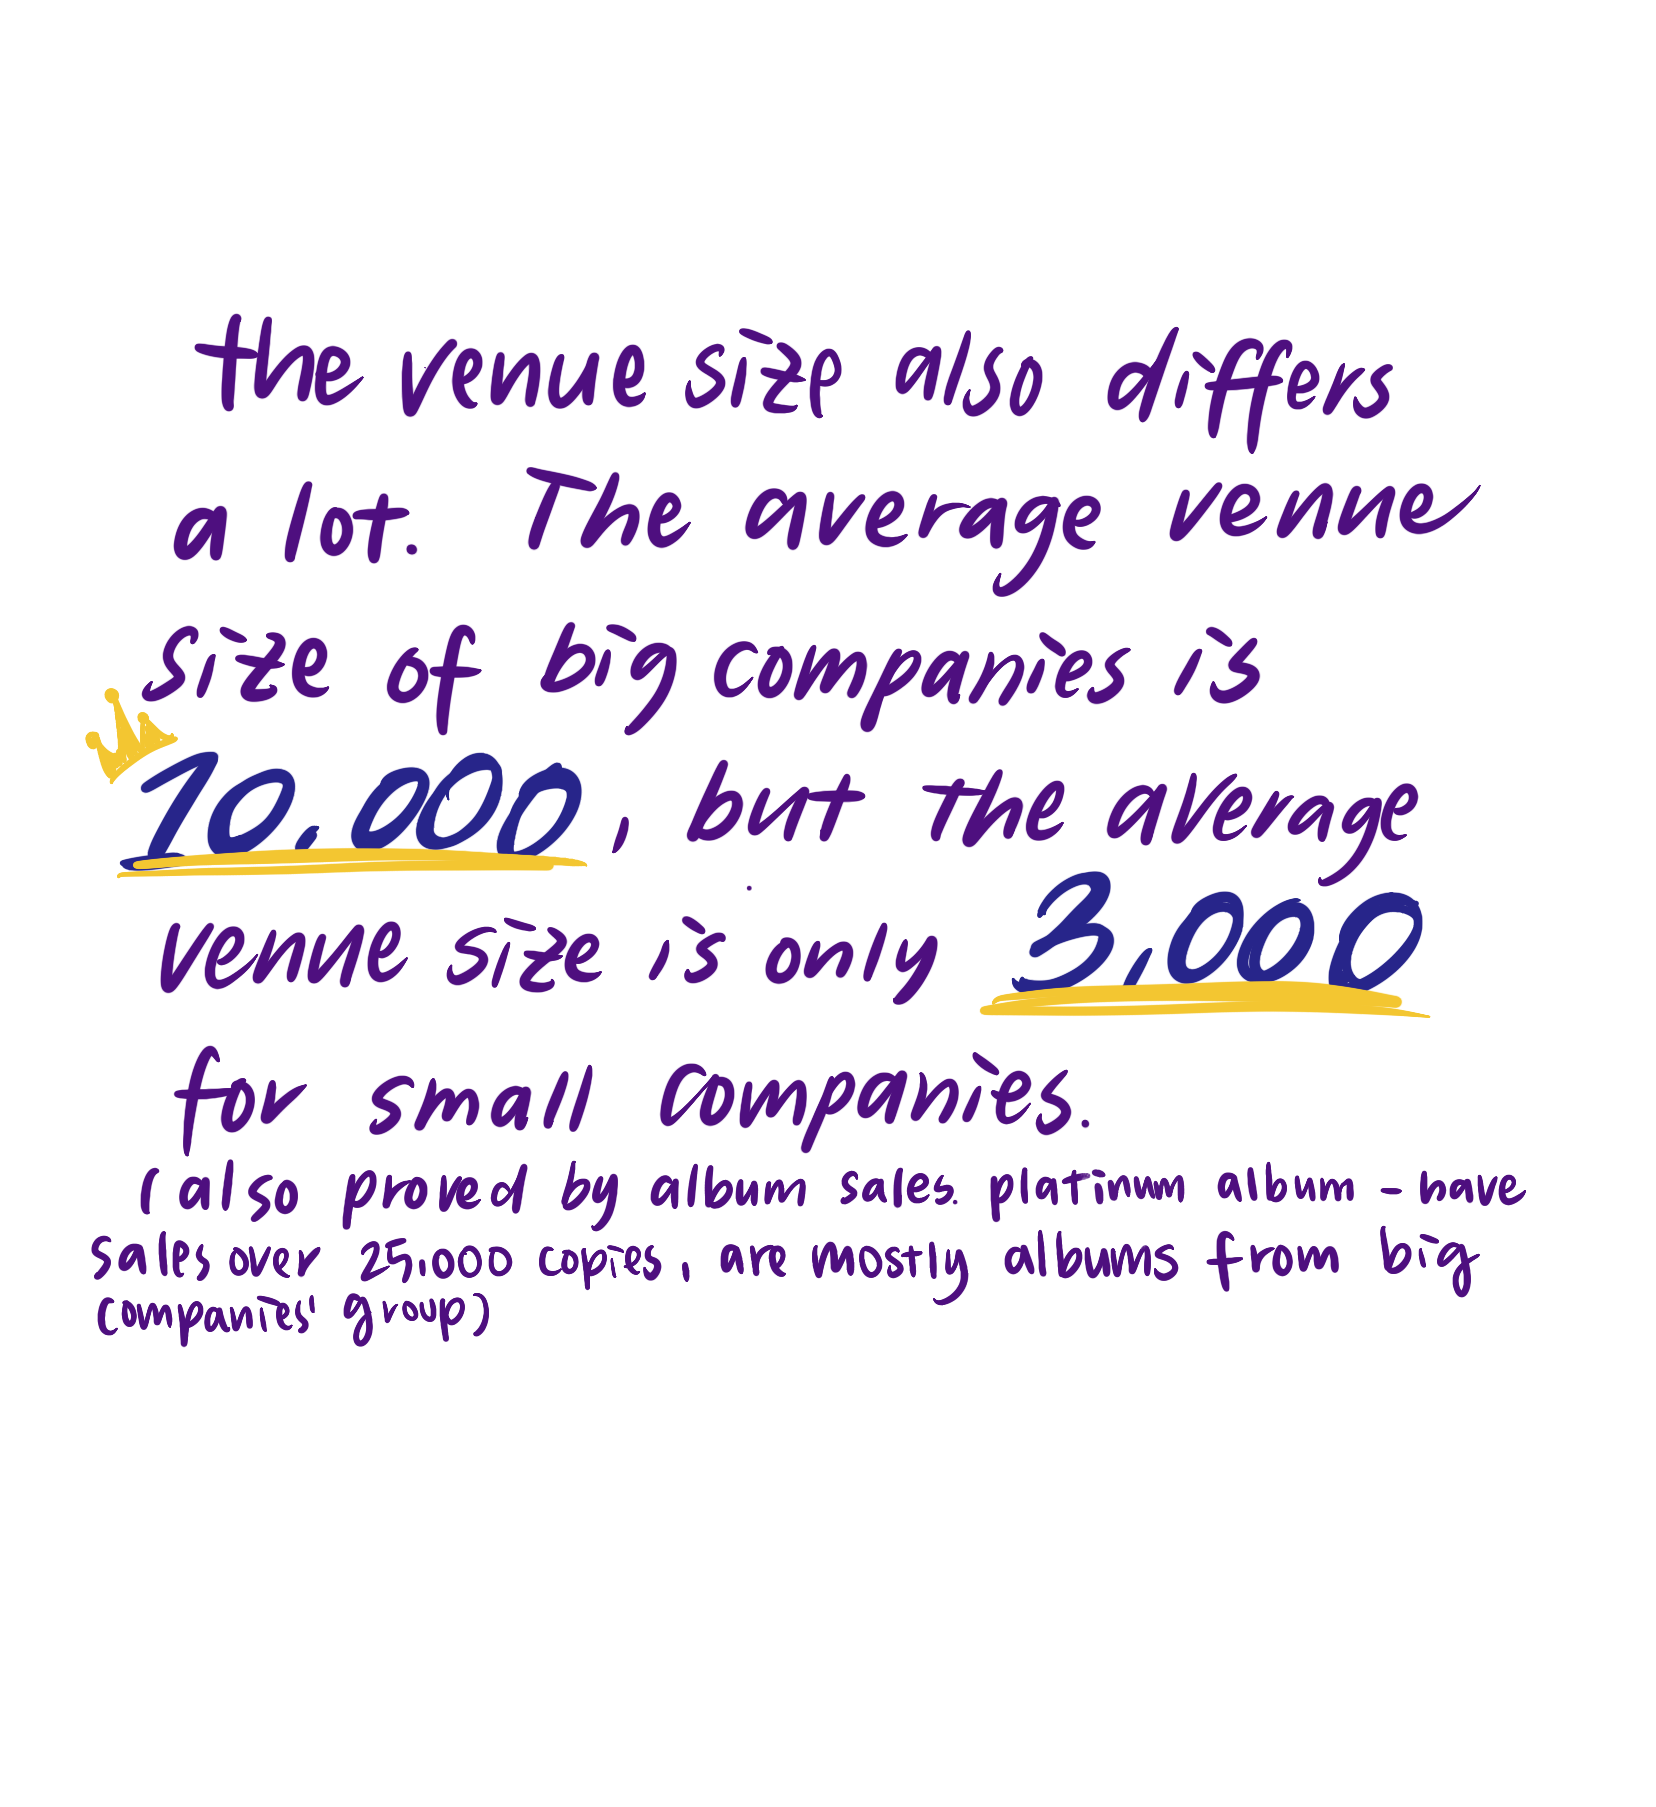 the venue size also differs
a lot. The average venue
size of big companies is
10,000, but the average
venue size is only 3,000
for small companies.
(also proved by album sales. platinum album - have
sales over 25,000 copies, are mostly albums from big
companies' group)